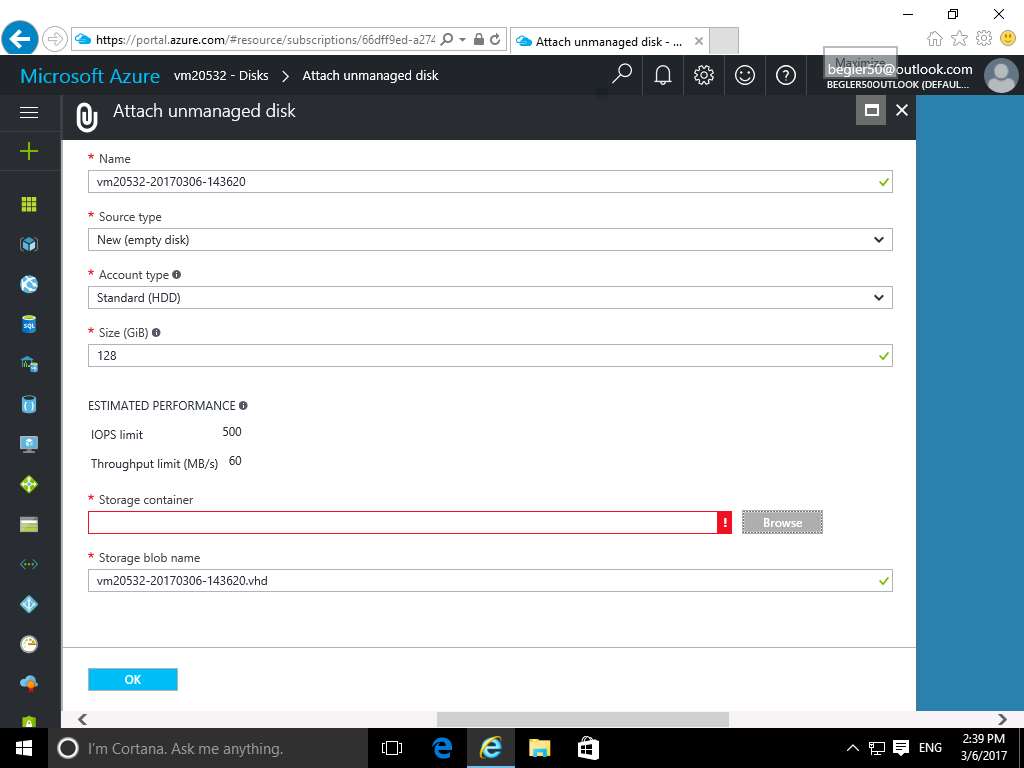 https://portal.azure.com/#resource/subscriptions/66dff9ed-a274
Attach unmanaged disk - ...
Microsoft Azure
vm20532 - Disks
Attach unmanaged disk
Maximize
begler50@outlook.com
BEGLER50OUTLOOK (DEFAUL...
Attach unmanaged disk
* Name
vm20532-20170306-143620
* Source type
New (empty disk)
* Account type
Standard (HDD)
* Size (GiB)
128
ESTIMATED PERFORMANCE
IOPS limit 500
Throughput limit (MB/s) 60
* Storage container
!
Browse
* Storage blob name
vm20532-20170306-143620.vhd
OK
SQL
I'm Cortana. Ask me anything.
ENG
2:39 PM
3/6/2017